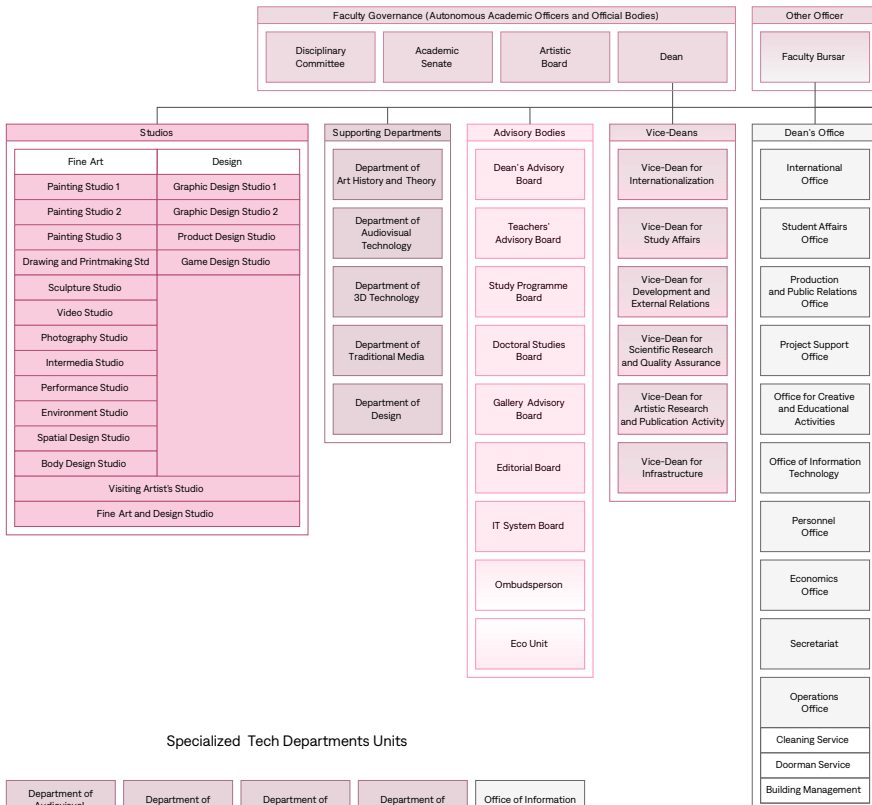 Faculty Governance (Autonomous Academic Officers and Official Bodies)
Disciplinary
Committee
Academic
Senate
Artistic
Board
Dean
Other Officer
Faculty Bursar
Studios
Fine Art
Design
Painting Studio 1
Graphic Design Studio 1
Painting Studio 2
Graphic Design Studio 2
Painting Studio 3
Product Design Studio
Drawing and Printmaking Std
Game Design Studio
Sculpture Studio
Video Studio
Photography Studio
Intermedia Studio
Performance Studio
Environment Studio
Spatial Design Studio
Body Design Studio
Visiting Artist's Studio
Fine Art and Design Studio
Supporting Departments
Department of
Art History and Theory
Department of
Audiovisual
Technology
Department of
3D Technology
Department of
Traditional Media
Department of
Design
Advisory Bodies
Dean's Advisory
Board
Teachers'
Advisory Board
Study Programme
Board
Doctoral Studies
Board
Gallery Advisory
Board
Editorial Board
IT System Board
Ombudsperson
Eco Unit
Vice-Deans
Vice-Dean for
Internationalization
Vice-Dean for
Study Affairs
Vice-Dean for
Development and
External Relations
Vice-Dean for
Scientific Research
and Quality Assurance
Vice-Dean for
Artistic Research
and Publication Activity
Vice-Dean for
Infrastructure
Dean's Office
International
Office
Student Affairs
Office
Production
and Public Relations
Office
Project Support
Office
Office for Creative
and Educational
Activities
Office of Information
Technology
Personnel
Office
Economics
Office
Secretariat
Operations
Office
Cleaning Service
Doorman Service
Building Management
Specialized Tech Departments Units
Department of
Audiovisual
Department of
Department of
Department of
Office of Information